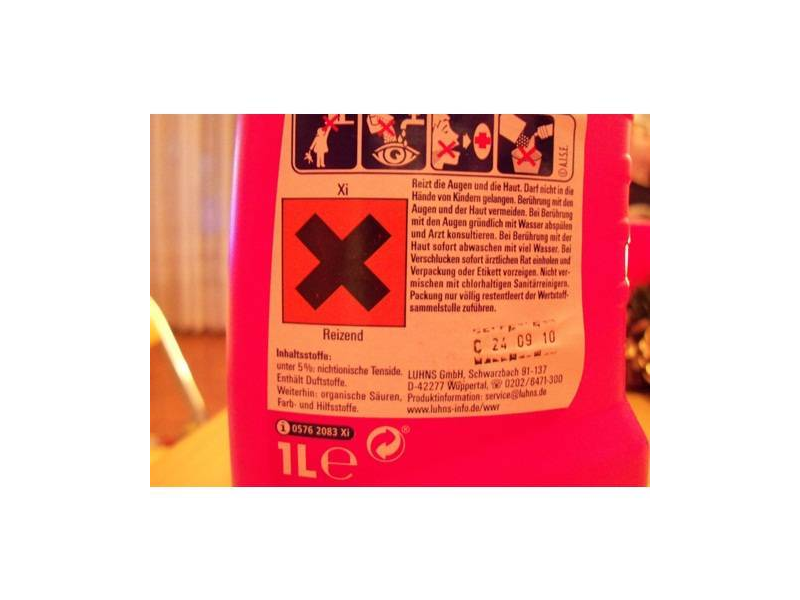 © A.I.S.E.
Xi
Reizend
Reizt die Augen und die Haut. Darf nicht in die
Hände von Kindern gelangen. Berührung mit den
Augen und der Haut vermeiden. Bei Berührung
mit den Augen gründlich mit Wasser abspülen
und Arzt konsultieren. Bei Berührung mit der
Haut sofort abwaschen mit viel Wasser. Bei
Verschlucken sofort ärztlichen Rat einholen und
Verpackung oder Etikett vorzeigen. Nicht ver-
mischen mit chlorhaltigen Sanitärreinigern.
Packung nur völlig restentleert der Wertstoff-
sammelstelle zuführen.
C 24 09 10
Inhaltsstoffe:
unter 5%: nichtionische Tenside.
Enthält Duftstoffe.
Weiterhin: organische Säuren,
Farb- und Hilfsstoffe.
LUHNS GmbH, Schwarzbach 91-137
D-42277 Wuppertal, ☏ 0202/8471-300
Produktinformation: service@luhns.de
www.luhns-info.de/wwr
i 0576 2083 Xi
1L e
®